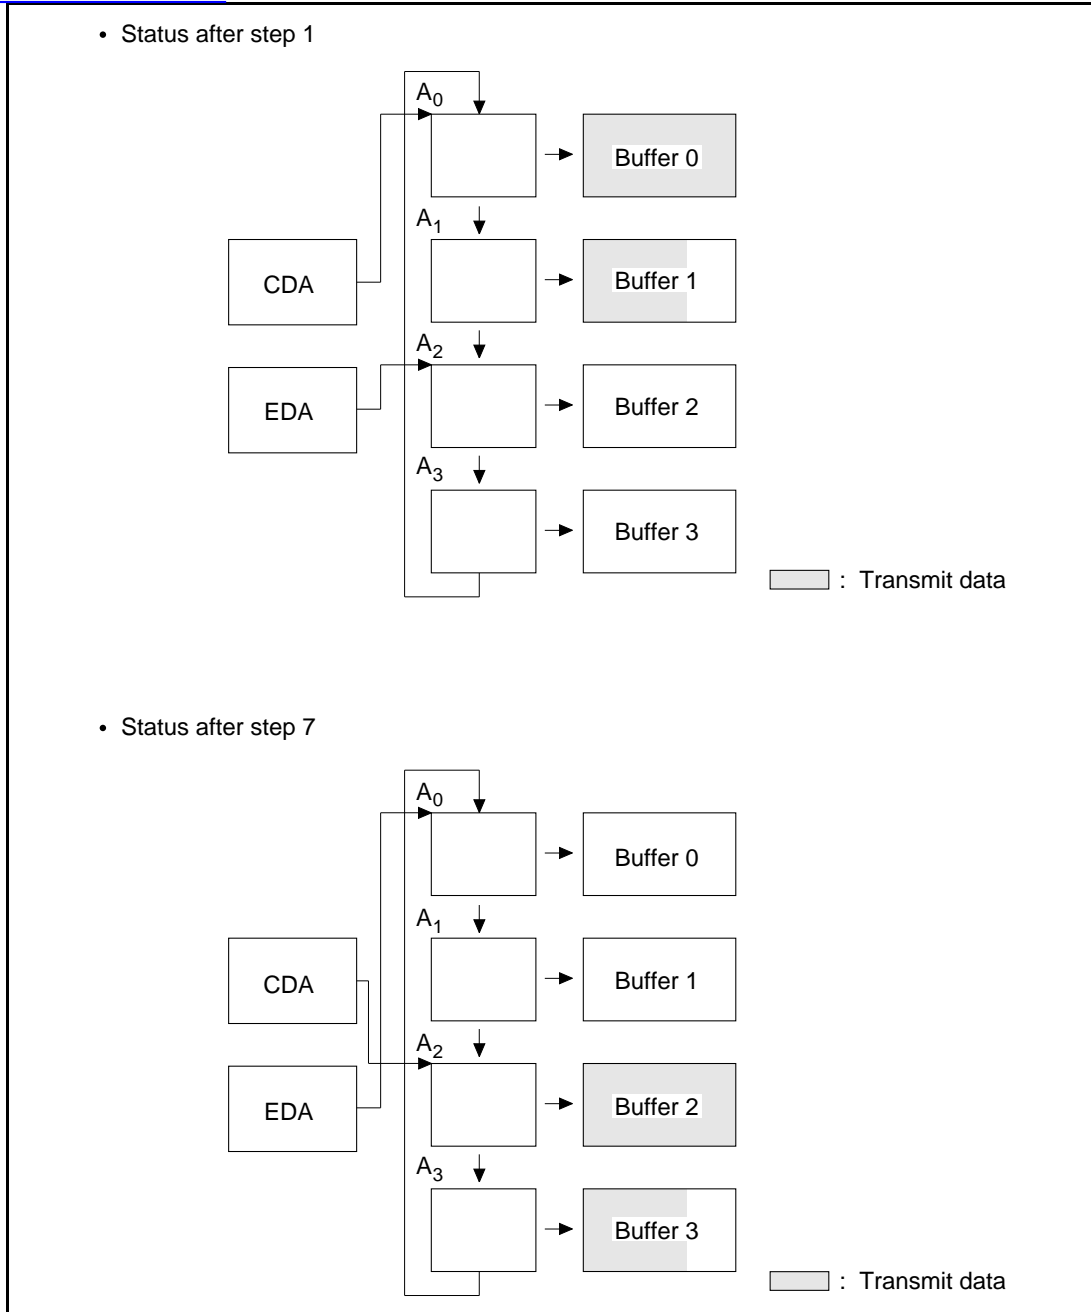 • Status after step 1
A0
Buffer 0
A1
CDA
Buffer 1
A2
EDA
Buffer 2
A3
Buffer 3
: Transmit data
• Status after step 7
A0
Buffer 0
A1
CDA
Buffer 1
A2
EDA
Buffer 2
A3
Buffer 3
: Transmit data